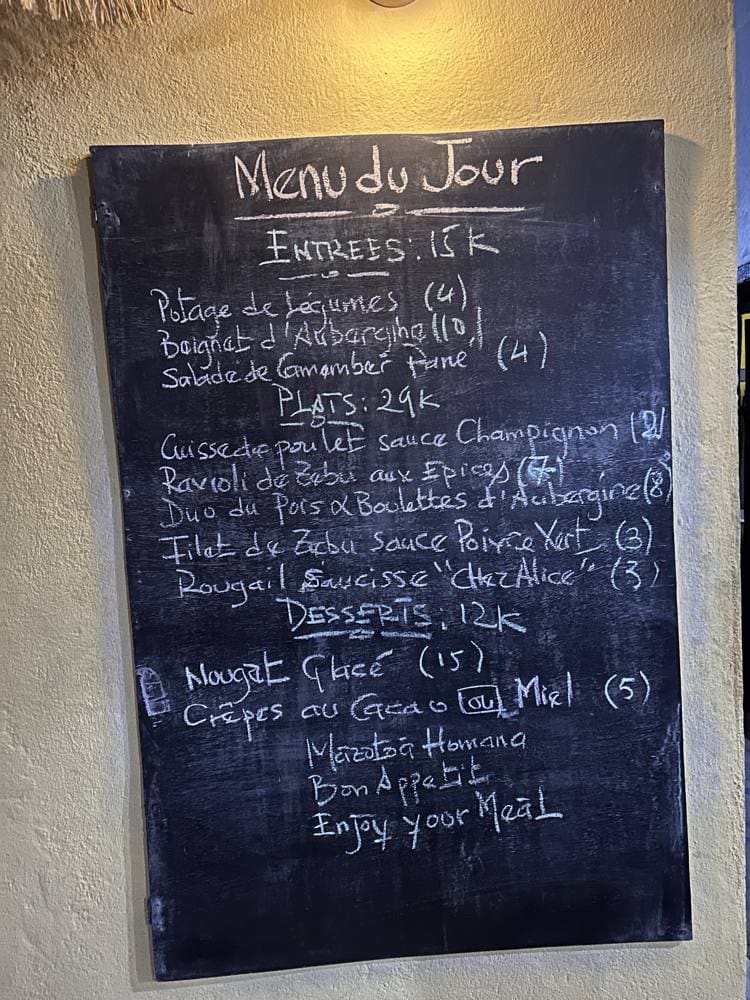 Menu du Jour
ENTREES: 15K
Potage de Légumes (4)
Beignet d'Aubergine (10)
Salade de Camember Pané (4)
PLATS: 29K
Cuisse de poulet sauce Champignon (2)
Ravioli de Zebu aux Epices (7)
Duo du Pois & Boulettes d'Aubergine (8)
Filet de Zebu sauce Poivre Vert (3)
Rougail Saucisse "Chez Alice" (3)
DESSERTS: 12K
Nougat Glacé (15)
Crêpes au Cacao ou Miel (5)
Mazotoa Homana
Bon Appetit
Enjoy your Meal